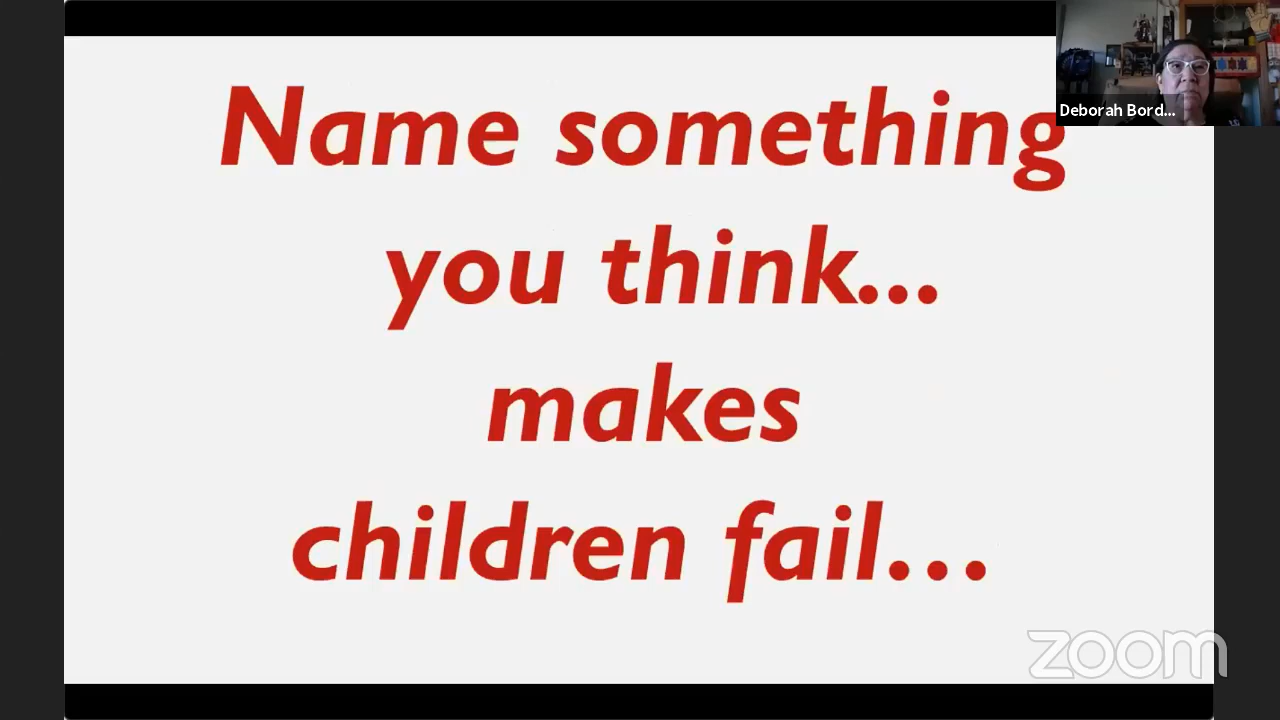 Name something
you think...
makes
children fail...
Deborah Bord...
zoom